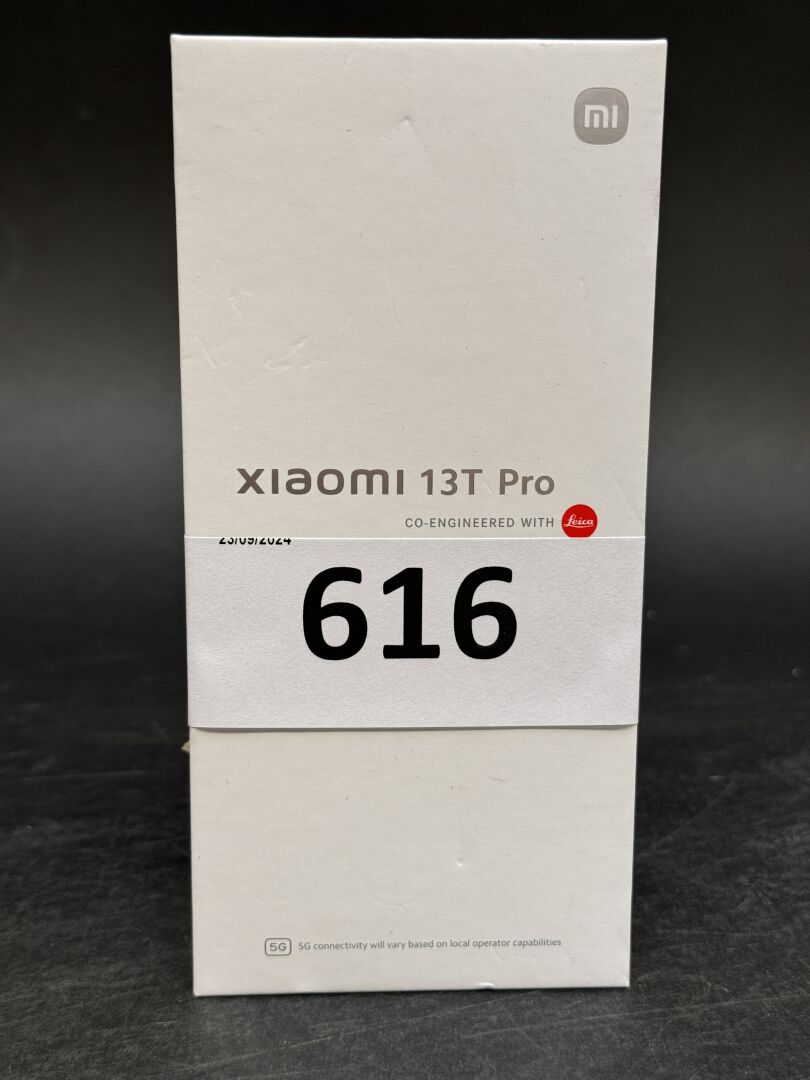 mi
xiaomi 13T Pro
CO-ENGINEERED WITH Leica
23/09/2024
616
5G 5G connectivity will vary based on local operator capabilities